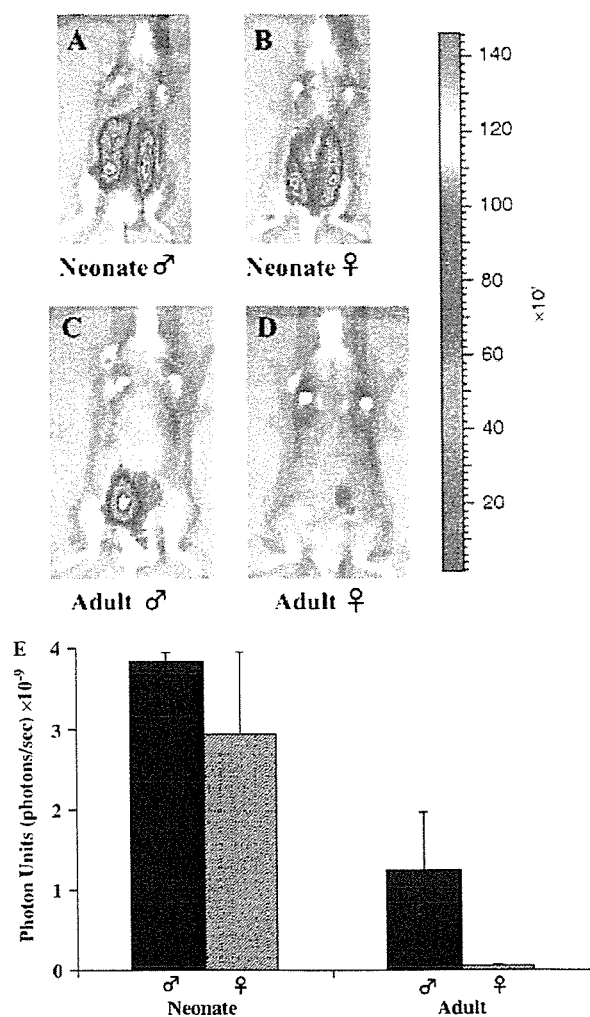 A
B
Neonate ♂
Neonate ♀
C
D
Adult ♂
Adult ♀
140
120
100
80
60
40
20
×10⁷
E
Photon Units (photons/sec) ×10⁻⁹
4
3
2
1
0
♂ ♀ ♂ ♀
Neonate Adult